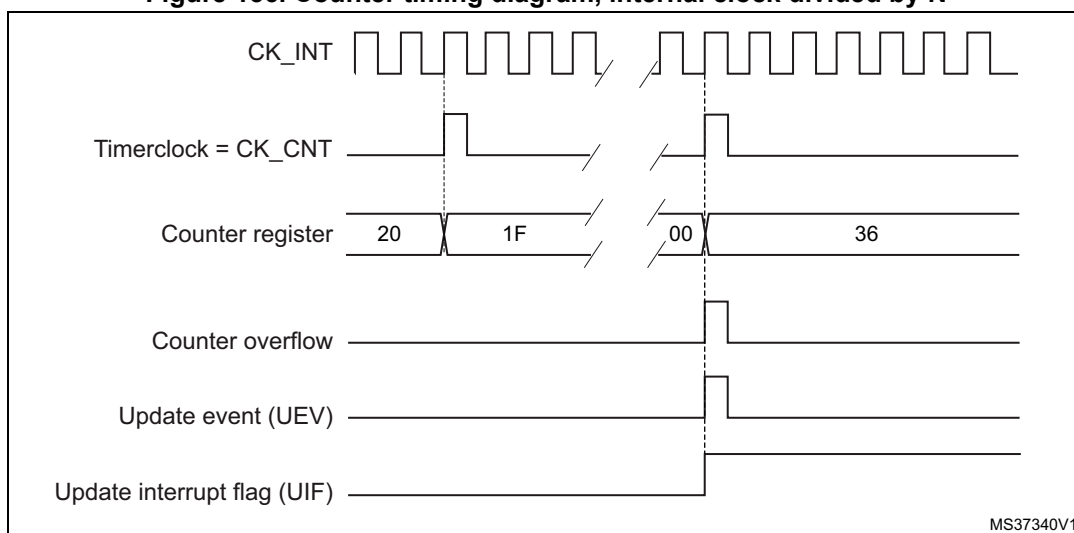 CK_INT
Timerclock = CK_CNT
Counter register 20 1F 00 36
Counter overflow
Update event (UEV)
Update interrupt flag (UIF)
MS37340V1